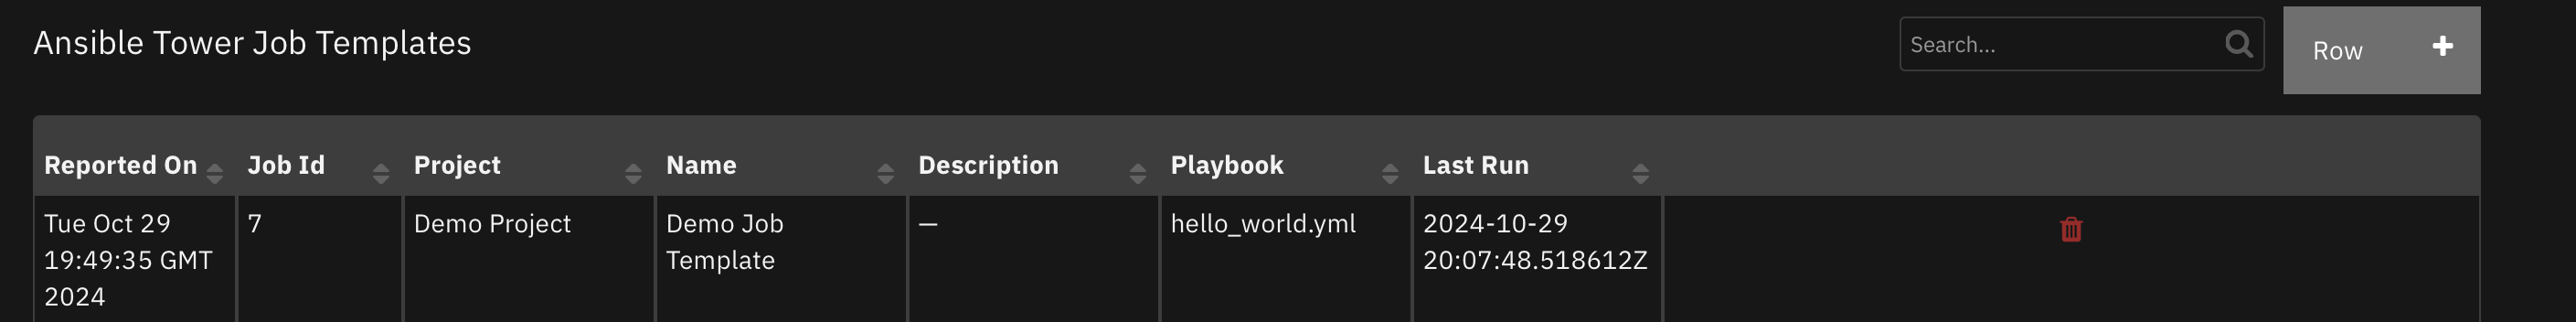 Ansible Tower Job Templates
Search...
Row
Reported On Job Id Project Name Description Playbook Last Run
Tue Oct 29 7 Demo Project Demo Job — hello_world.yml 2024-10-29
19:49:35 GMT Template 20:07:48.518612Z
2024